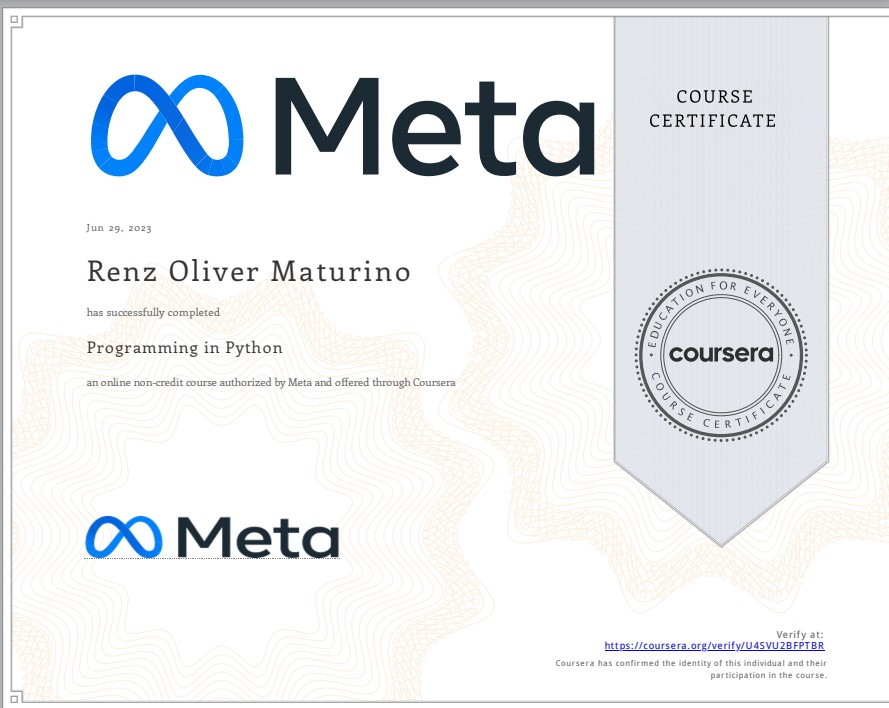 Meta
COURSE
CERTIFICATE
Jun 29, 2023
Renz Oliver Maturino
has successfully completed
Programming in Python
an online non-credit course authorized by Meta and offered through Coursera
EDUCATION FOR EVERYONE
coursera
COURSE CERTIFICATE
Meta
Verify at:
https://coursera.org/verify/U4SVU2BFPTBR
Coursera has confirmed the identity of this individual and their
participation in the course.